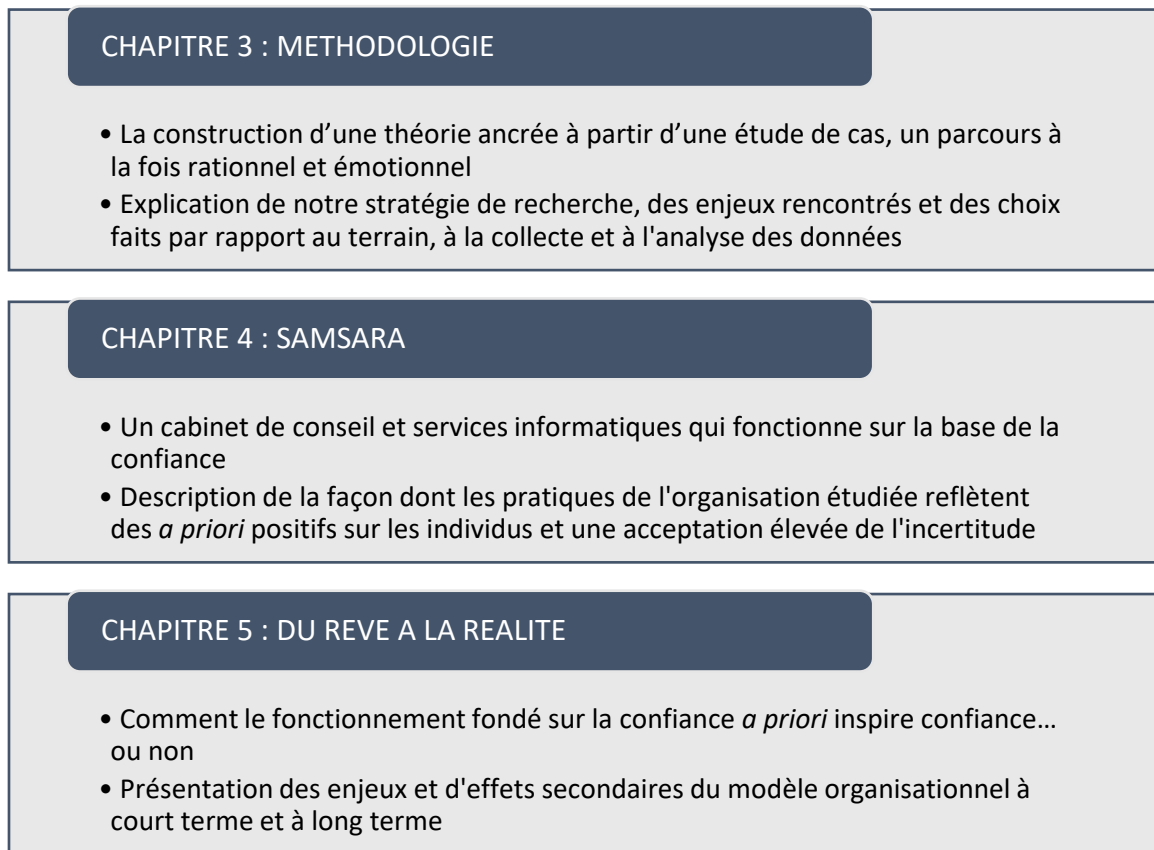 CHAPITRE 3 : METHODOLOGIE
• La construction d’une théorie ancrée à partir d’une étude de cas, un parcours à
la fois rationnel et émotionnel
• Explication de notre stratégie de recherche, des enjeux rencontrés et des choix
faits par rapport au terrain, à la collecte et à l'analyse des données
CHAPITRE 4 : SAMSARA
• Un cabinet de conseil et services informatiques qui fonctionne sur la base de la
confiance
• Description de la façon dont les pratiques de l'organisation étudiée reflètent
des a priori positifs sur les individus et une acceptation élevée de l'incertitude
CHAPITRE 5 : DU REVE A LA REALITE
• Comment le fonctionnement fondé sur la confiance a priori inspire confiance…
ou non
• Présentation des enjeux et d'effets secondaires du modèle organisationnel à
court terme et à long terme